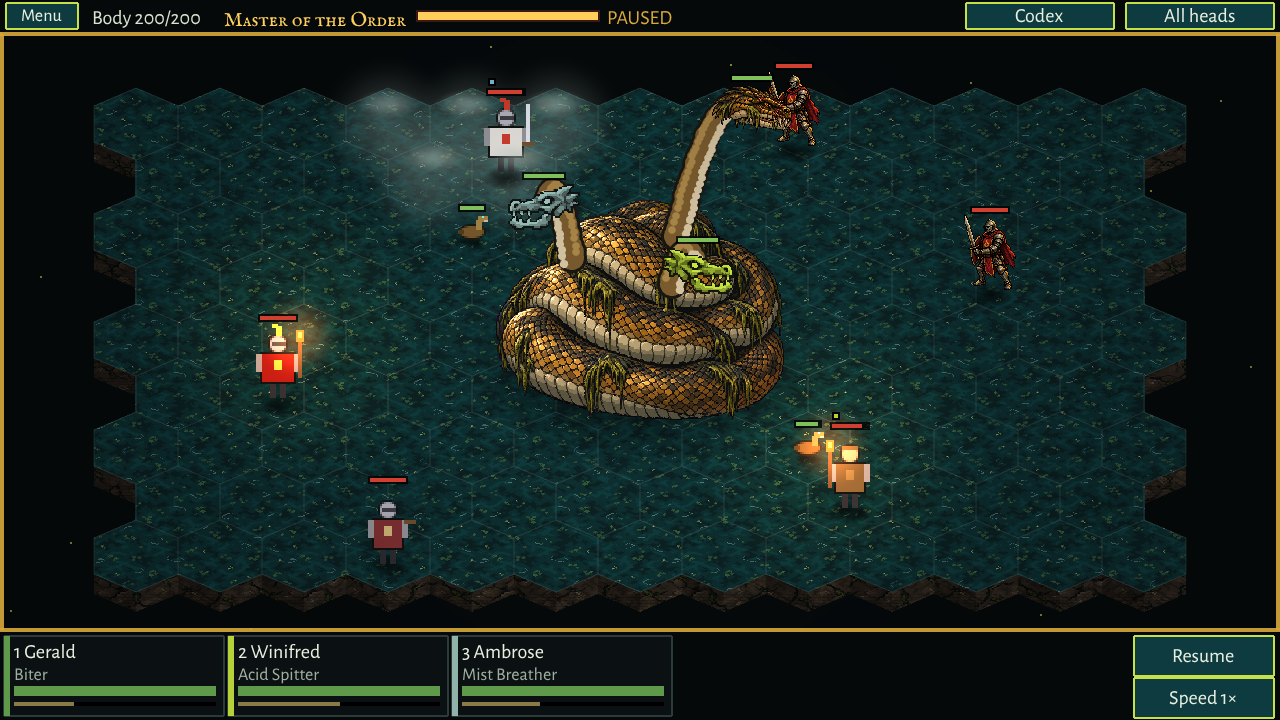 Menu
Body 200/200
Master of the Order
PAUSED
Codex
All heads
1 Gerald
Biter
2 Winifred
Acid Spitter
3 Ambrose
Mist Breather
Resume
Speed 1×